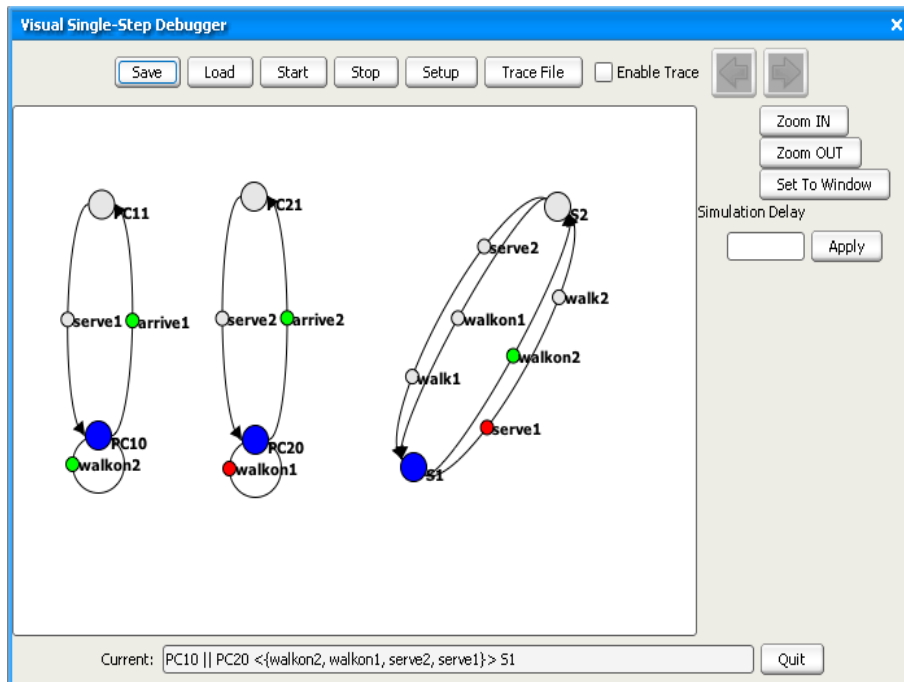 Visual Single-Step Debugger x
Save Load Start Stop Setup Trace File Enable Trace
Zoom IN
Zoom OUT
Set To Window
Simulation Delay
Apply
PC11
serve1
arrive1
PC10
walkon2
PC21
serve2
arrive2
PC20
walkon1
S2
serve2
walk2
walkon1
walkon2
walk1
serve1
S1
Current: PC10 || PC20 <{walkon2, walkon1, serve2, serve1}> S1 Quit